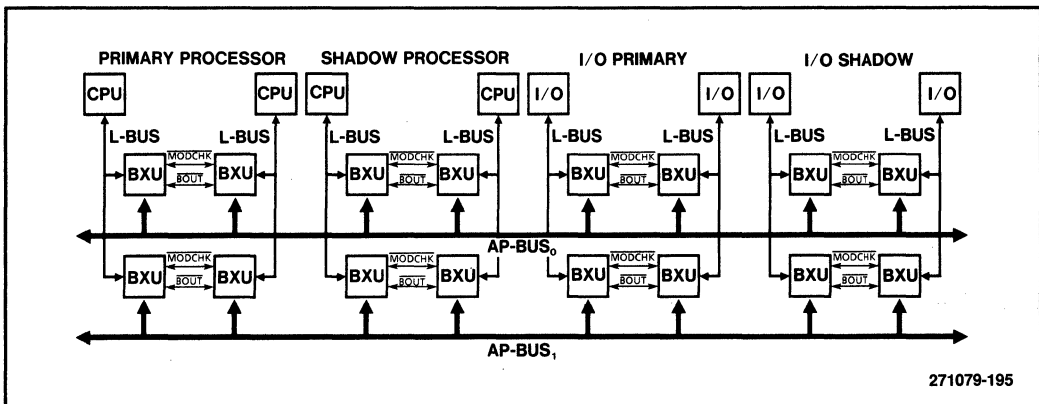 PRIMARY PROCESSOR SHADOW PROCESSOR I/O PRIMARY I/O SHADOW
CPU CPU CPU CPU I/O I/O I/O I/O
L-BUS L-BUS L-BUS L-BUS L-BUS L-BUS L-BUS L-BUS
MODCHK MODCHK MODCHK MODCHK
BXU BXU BXU BXU BXU BXU BXU BXU
BOUT BOUT BOUT BOUT
AP-BUS₀
MODCHK MODCHK MODCHK MODCHK
BXU BXU BXU BXU BXU BXU BXU BXU
BOUT BOUT BOUT BOUT
AP-BUS₁
271079-195